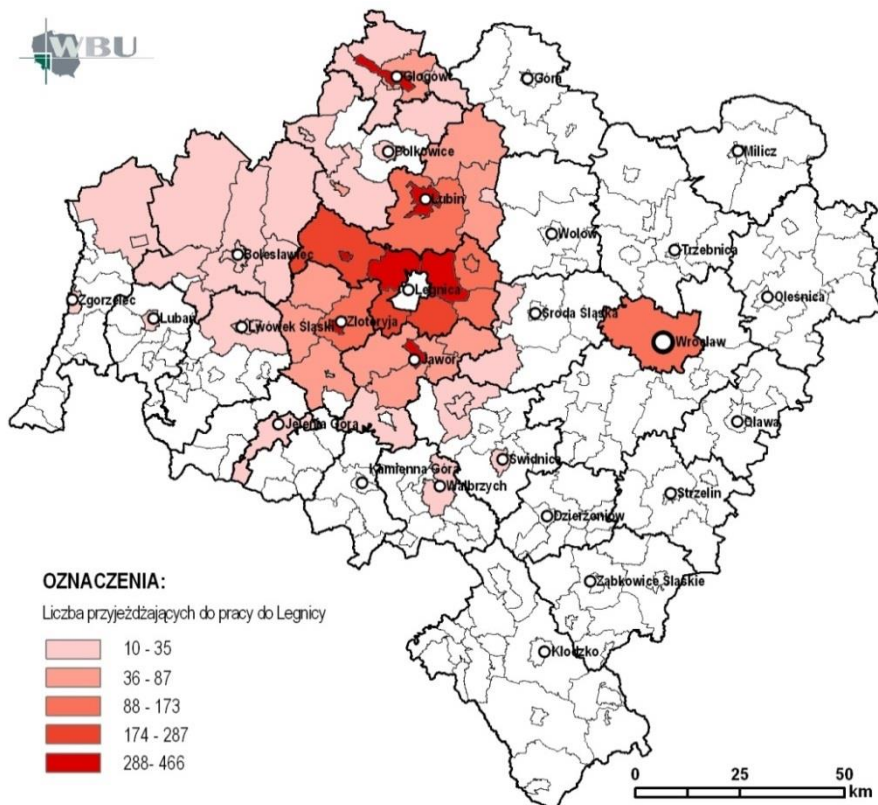 WBU
Głogów
Góra
Polkowice
Milicz
Lubin
Wołów
Trzebnica
Bolesławiec
Legnica
Oleśnica
Zgorzelec
Lubań
Lwówek Śląski
Złotoryja
Środa Śląska
Wrocław
Jawor
Jelenia Góra
Oława
Świdnica
Kamienna Góra
Wałbrzych
Strzelin
Dzierżoniów
Ząbkowice Śląskie
Kłodzko
OZNACZENIA:
Liczba przyjeżdżających do pracy do Legnicy
10 - 35
36 - 87
88 - 173
174 - 287
288- 466
0 25 50
km